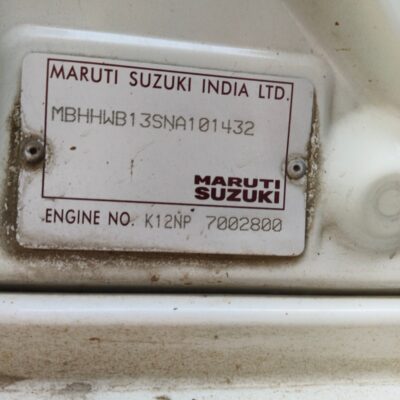 MARUTI SUZUKI INDIA LTD.
MBHHWB13SNA101432
MARUTI
SUZUKI
ENGINE NO. K12NP 7002800